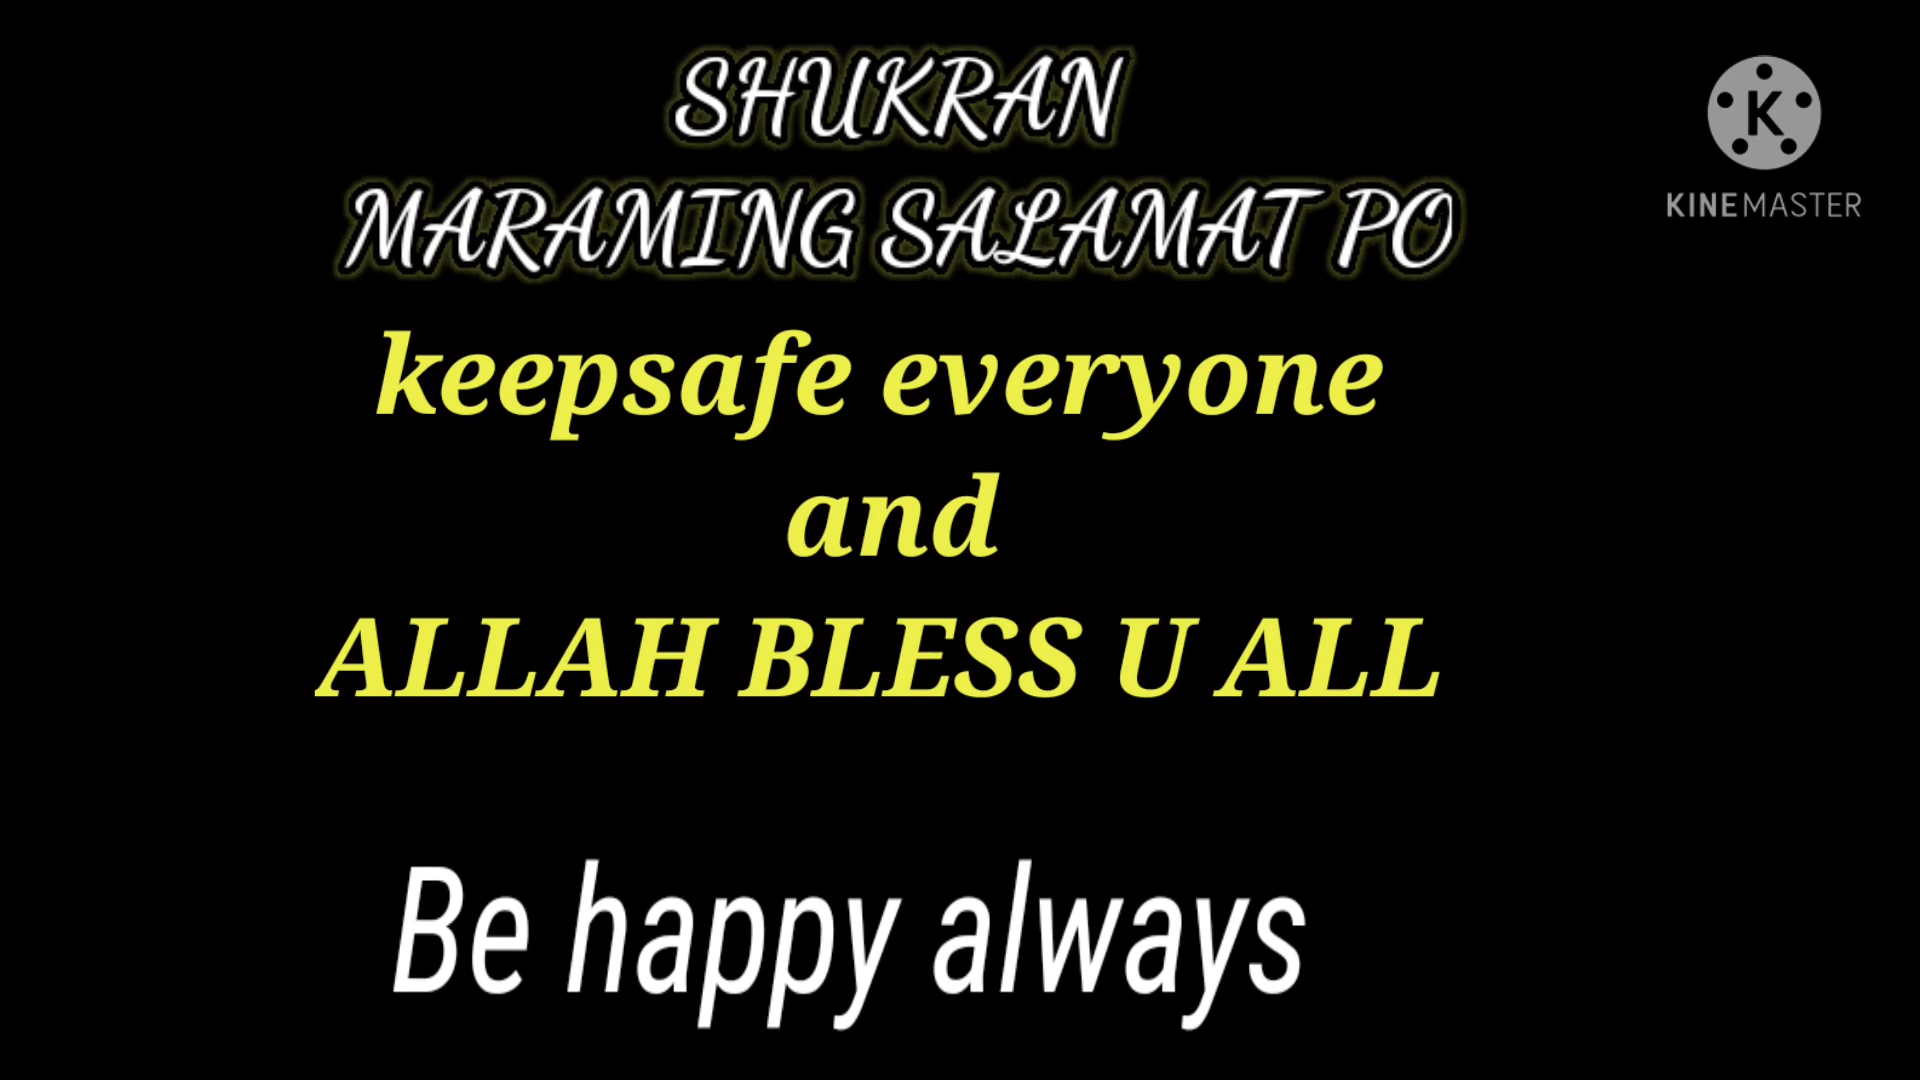 SHUKRAN
MARAMING SALAMAT PO
keepsafe everyone
and
ALLAH BLESS U ALL
Be happy always
K
KINEMASTER